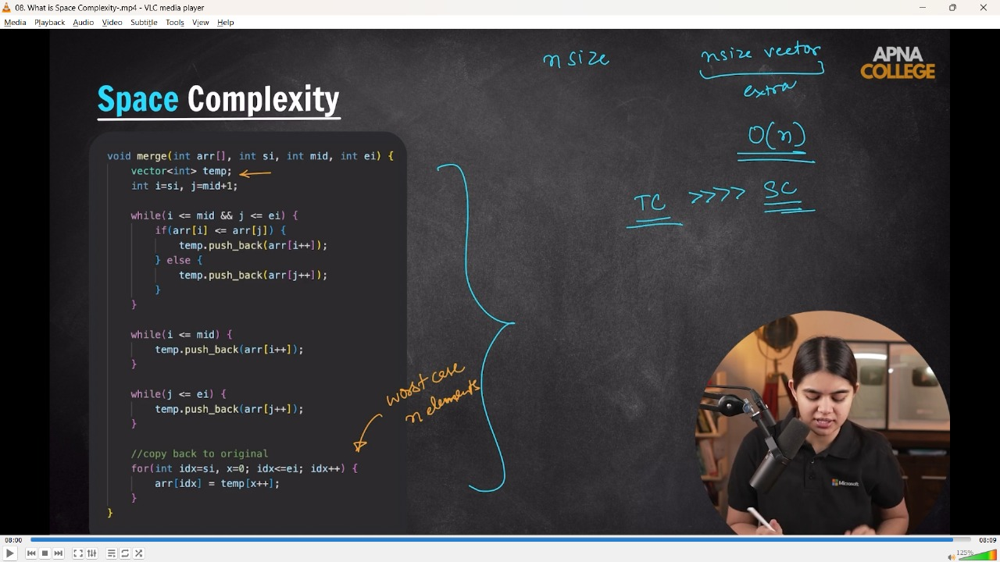 08. What is Space Complexity-.mp4 - VLC media player
Media Playback Audio Video Subtitle Tools View Help
n size
nsize vector
extra
APNA
COLLEGE
Space Complexity
O(n)
TC >>>> SC
void merge(int arr[], int si, int mid, int ei) {
vector<int> temp;
int i=si, j=mid+1;
while(i <= mid && j <= ei) {
if(arr[i] <= arr[j]) {
temp.push_back(arr[i++]);
} else {
temp.push_back(arr[j++]);
}
}
while(i <= mid) {
temp.push_back(arr[i++]);
}
while(j <= ei) {
temp.push_back(arr[j++]);
}
//copy back to original
for(int idx=si, x=0; idx<=ei; idx++) {
arr[idx] = temp[x++];
}
}
worst case
n elements
Microsoft
08:00
08:09
125%